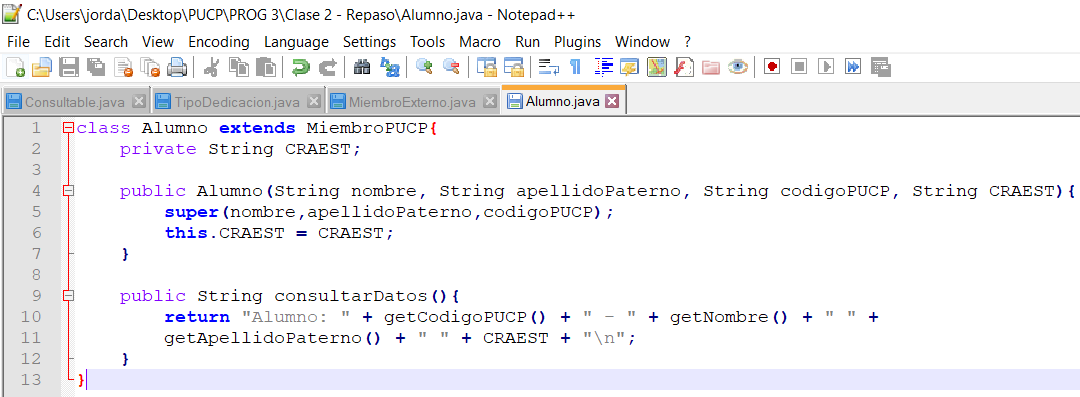 C:\Users\jorda\Desktop\PUCP\PROG 3\Clase 2 - Repaso\Alumno.java - Notepad++
File Edit Search View Encoding Language Settings Tools Macro Run Plugins Window ?
Consultable.java TipoDedicacion.java MiembroExterno.java Alumno.java
1 class Alumno extends MiembroPUCP{
2     private String CRAEST;
3
4     public Alumno(String nombre, String apellidoPaterno, String codigoPUCP, String CRAEST){
5         super(nombre,apellidoPaterno,codigoPUCP);
6         this.CRAEST = CRAEST;
7     }
8
9     public String consultarDatos(){
10         return "Alumno: " + getCodigoPUCP() + " - " + getNombre() + " " +
11         getApellidoPaterno() + " " + CRAEST + "\n";
12     }
13 }